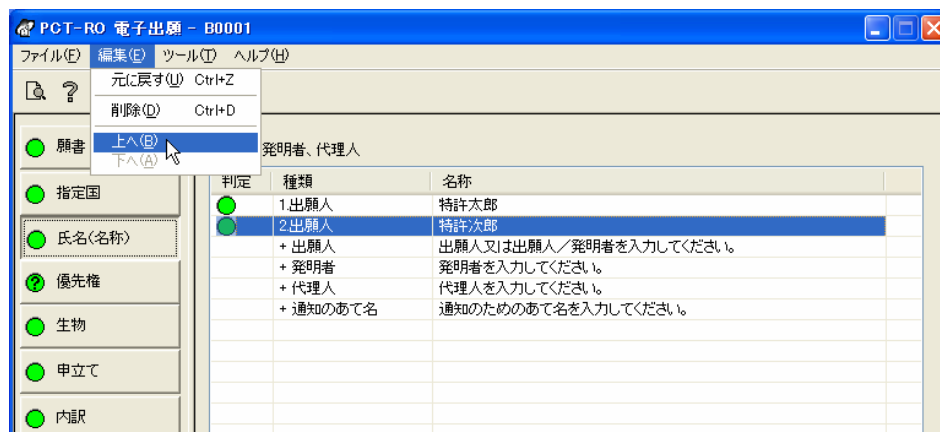 PCT-RO 電子出願 - B0001
ファイル(F) 編集(E) ツール(T) ヘルプ(H)
元に戻す(U) Ctrl+Z
削除(D) Ctrl+D
上へ(B)
下へ(A)
願書
発明者、代理人
判定 種類 名称
指定国
1.出願人 特許太郎
2.出願人 特許次郎
氏名(名称)
+ 出願人 出願人又は出願人／発明者を入力してください。
+ 発明者 発明者を入力してください。
優先権
+ 代理人 代理人を入力してください。
+ 通知のあて名 通知のためのあて名を入力してください。
生物
申立て
内訳